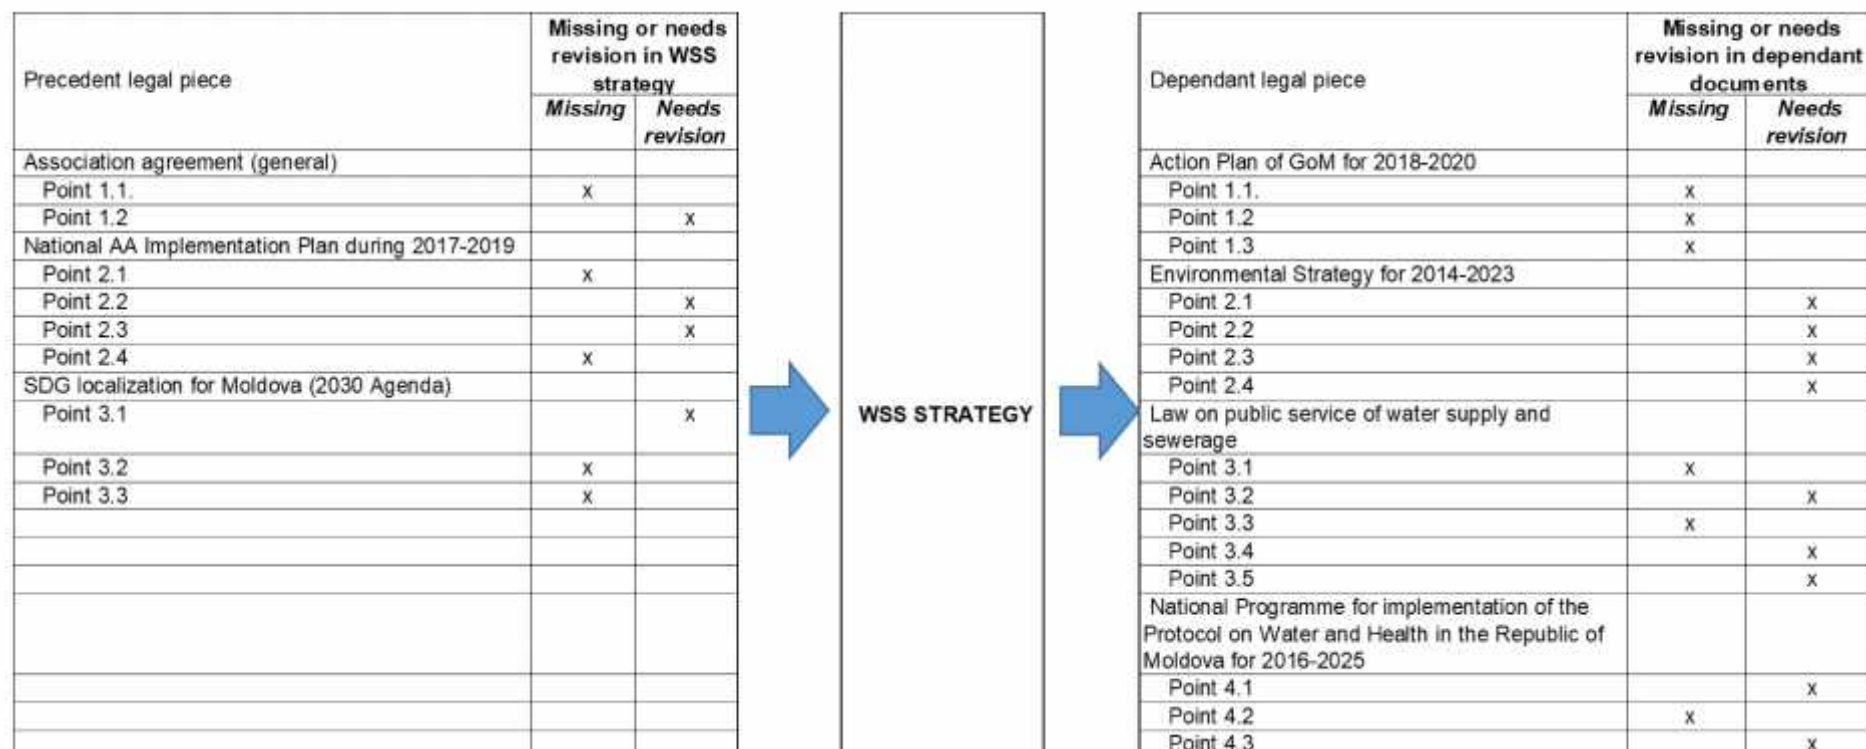 Precedent legal piece
Missing or needs
revision in WSS
strategy
Missing
Needs
revision
Association agreement (general)
Point 1.1. x
Point 1.2 x
National AA Implementation Plan during 2017-2019
Point 2.1 x
Point 2.2 x
Point 2.3 x
Point 2.4 x
SDG localization for Moldova (2030 Agenda)
Point 3.1 x
Point 3.2 x
Point 3.3 x
WSS STRATEGY
Dependant legal piece
Missing or needs
revision in dependant
documents
Missing
Needs
revision
Action Plan of GoM for 2018-2020
Point 1.1. x
Point 1.2 x
Point 1.3 x
Environmental Strategy for 2014-2023
Point 2.1 x
Point 2.2 x
Point 2.3 x
Point 2.4 x
Law on public service of water supply and
sewerage
Point 3.1 x
Point 3.2 x
Point 3.3 x
Point 3.4 x
Point 3.5 x
National Programme for implementation of the
Protocol on Water and Health in the Republic of
Moldova for 2016-2025
Point 4.1 x
Point 4.2 x
Point 4.3 x